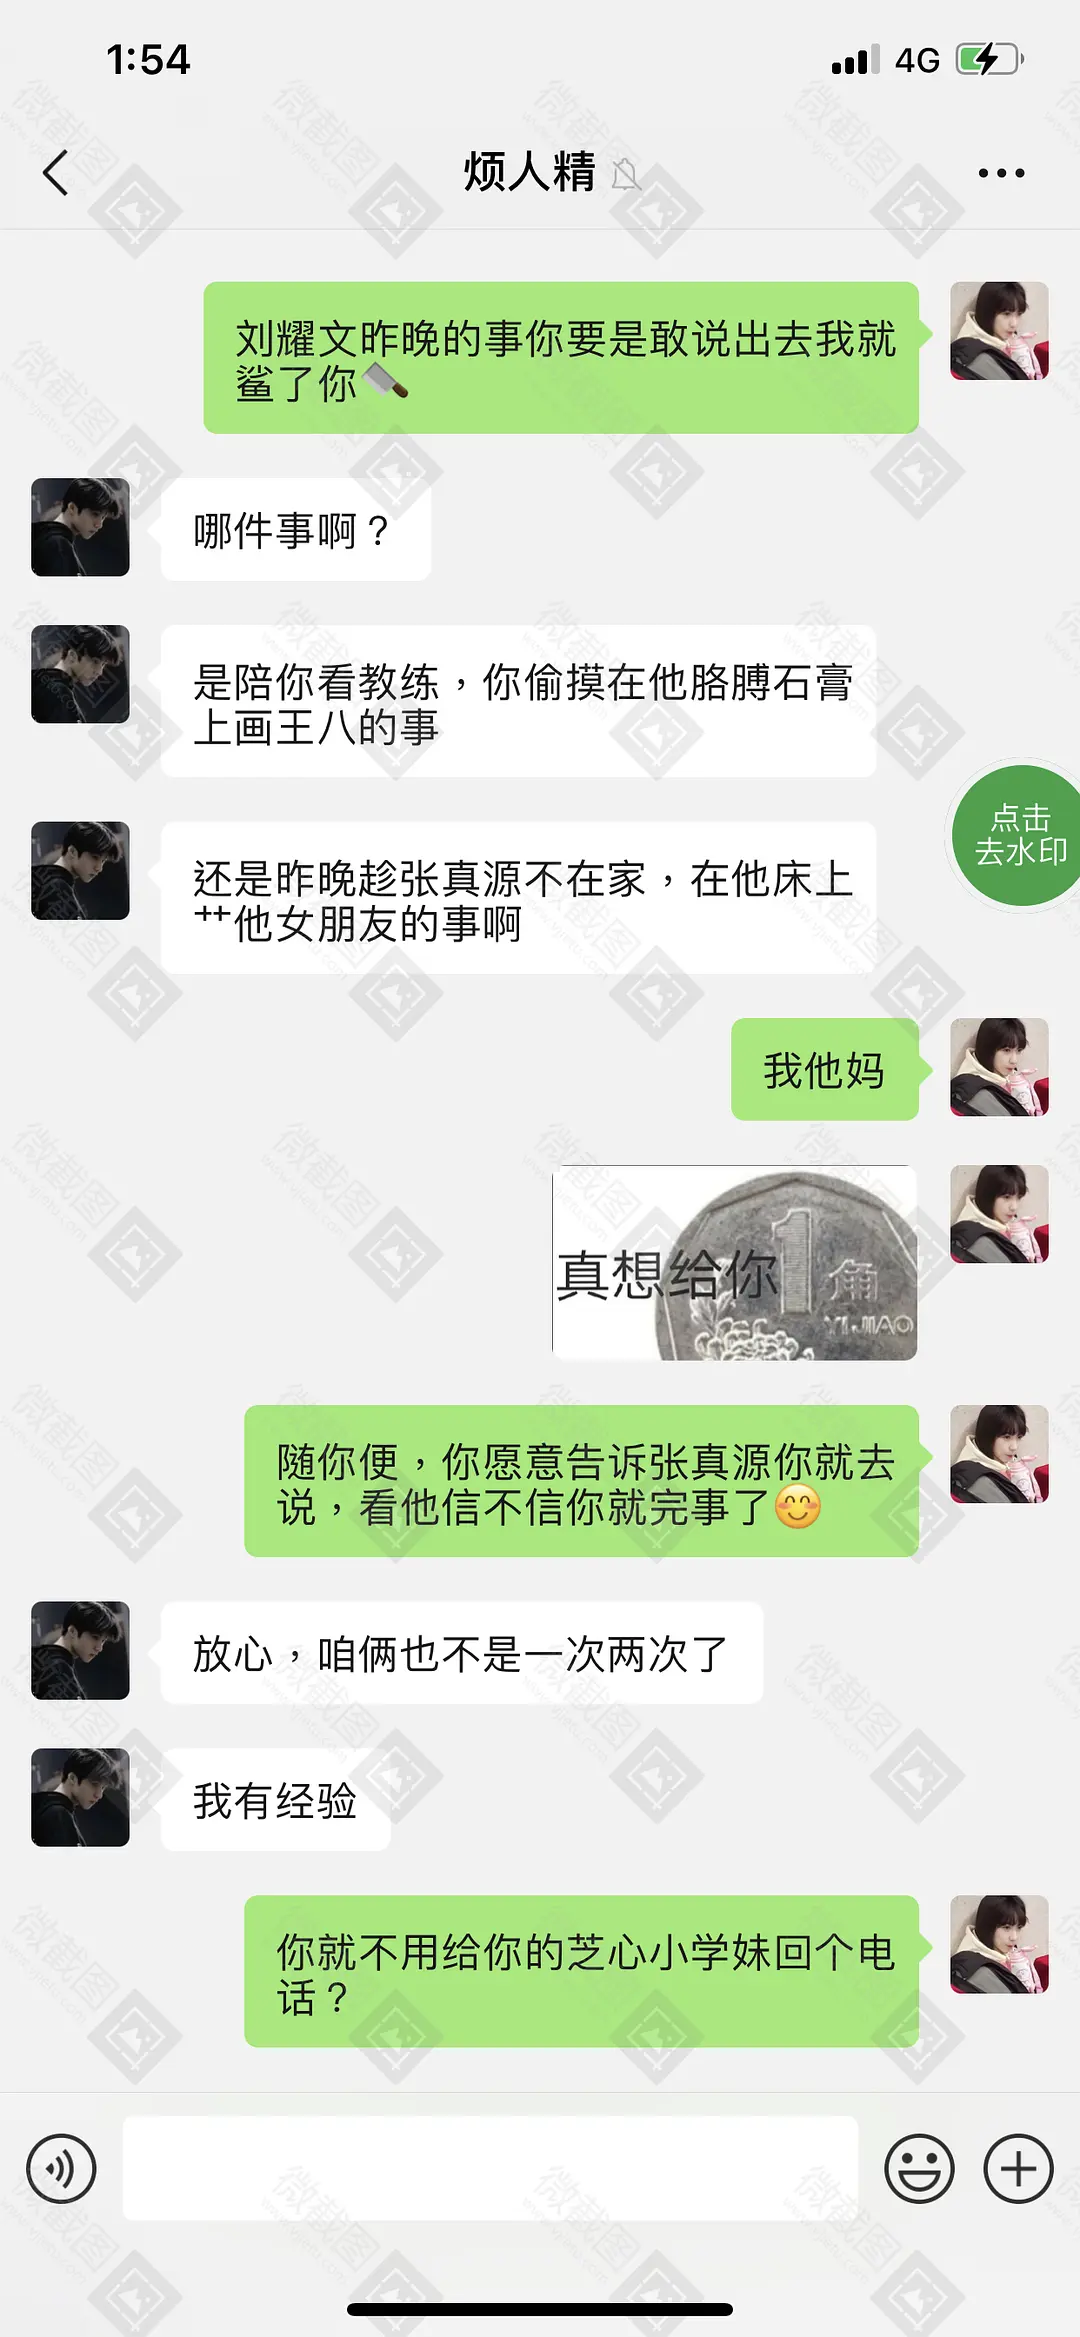 1:54
4G
烦人精
刘耀文昨晚的事你要是敢说出去我就
鲨了你🔪
哪件事啊？
是陪你看教练，你偷摸在他胳膊石膏
上画王八的事
点击
去水印
还是昨晚趁张真源不在家，在他床上
艹他女朋友的事啊
我他妈
真想给你
1角
YI JIAO
随你便，你愿意告诉张真源你就去
说，看他信不信你就完事了😊
放心，咱俩也不是一次两次了
我有经验
你就不用给你的芝心小学妹回个电
话？
微截图